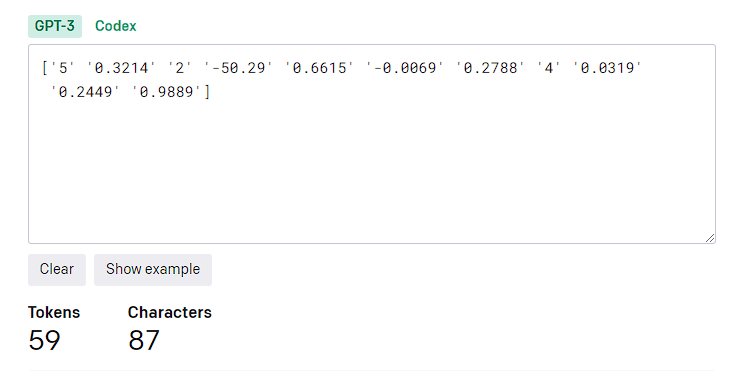 GPT-3 Codex
['5' '0.3214' '2' '-50.29' '0.6615' '-0.0069' '0.2788' '4' '0.0319'
 '0.2449' '0.9889']
Clear Show example
Tokens Characters
59 87